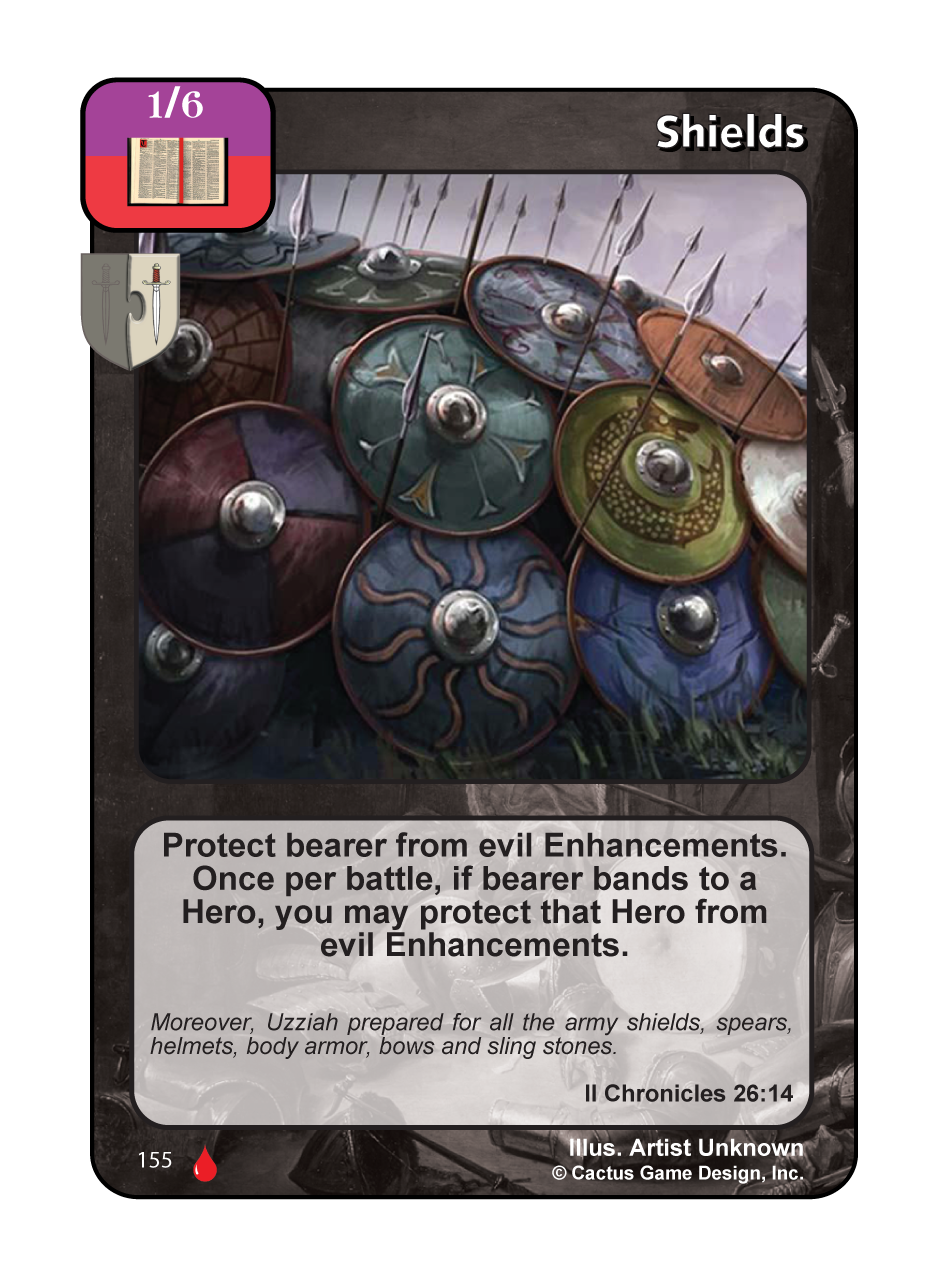 1/6
Shields
Protect bearer from evil Enhancements.
Once per battle, if bearer bands to a
Hero, you may protect that Hero from
evil Enhancements.
Moreover, Uzziah prepared for all the army shields, spears,
helmets, body armor, bows and sling stones.
II Chronicles 26:14
155
Illus. Artist Unknown
© Cactus Game Design, Inc.